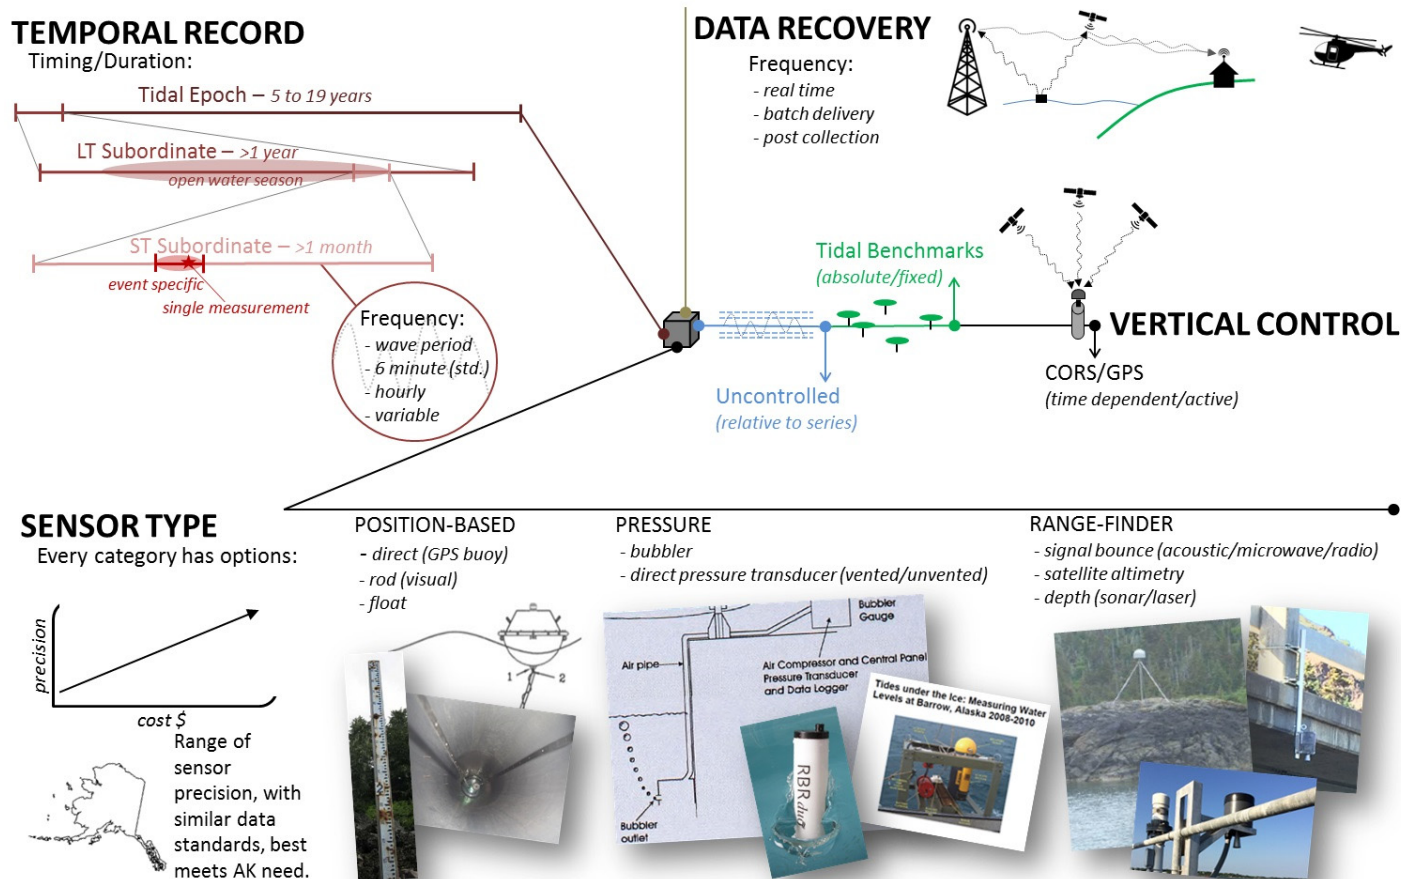 TEMPORAL RECORD
Timing/Duration:
Tidal Epoch – 5 to 19 years
LT Subordinate – >1 year
open water season
ST Subordinate – >1 month
event specific
single measurement
Frequency:
- wave period
- 6 minute (std.)
- hourly
- variable
DATA RECOVERY
Frequency:
- real time
- batch delivery
- post collection
Tidal Benchmarks
(absolute/fixed)
VERTICAL CONTROL
Uncontrolled
(relative to series)
CORS/GPS
(time dependent/active)
SENSOR TYPE
Every category has options:
precision
cost $
Range of
sensor
precision, with
similar data
standards, best
meets AK need.
POSITION-BASED
- direct (GPS buoy)
- rod (visual)
- float
1
2
PRESSURE
- bubbler
- direct pressure transducer (vented/unvented)
Bubbler
Gauge
Air pipe
Air Compressor and Central Panel
Pressure Transducer
and Data Logger
Bubbler
outlet
RBRduo
Tides under the Ice: Measuring Water
Levels at Barrow, Alaska 2008-2010
RANGE-FINDER
- signal bounce (acoustic/microwave/radio)
- satellite altimetry
- depth (sonar/laser)